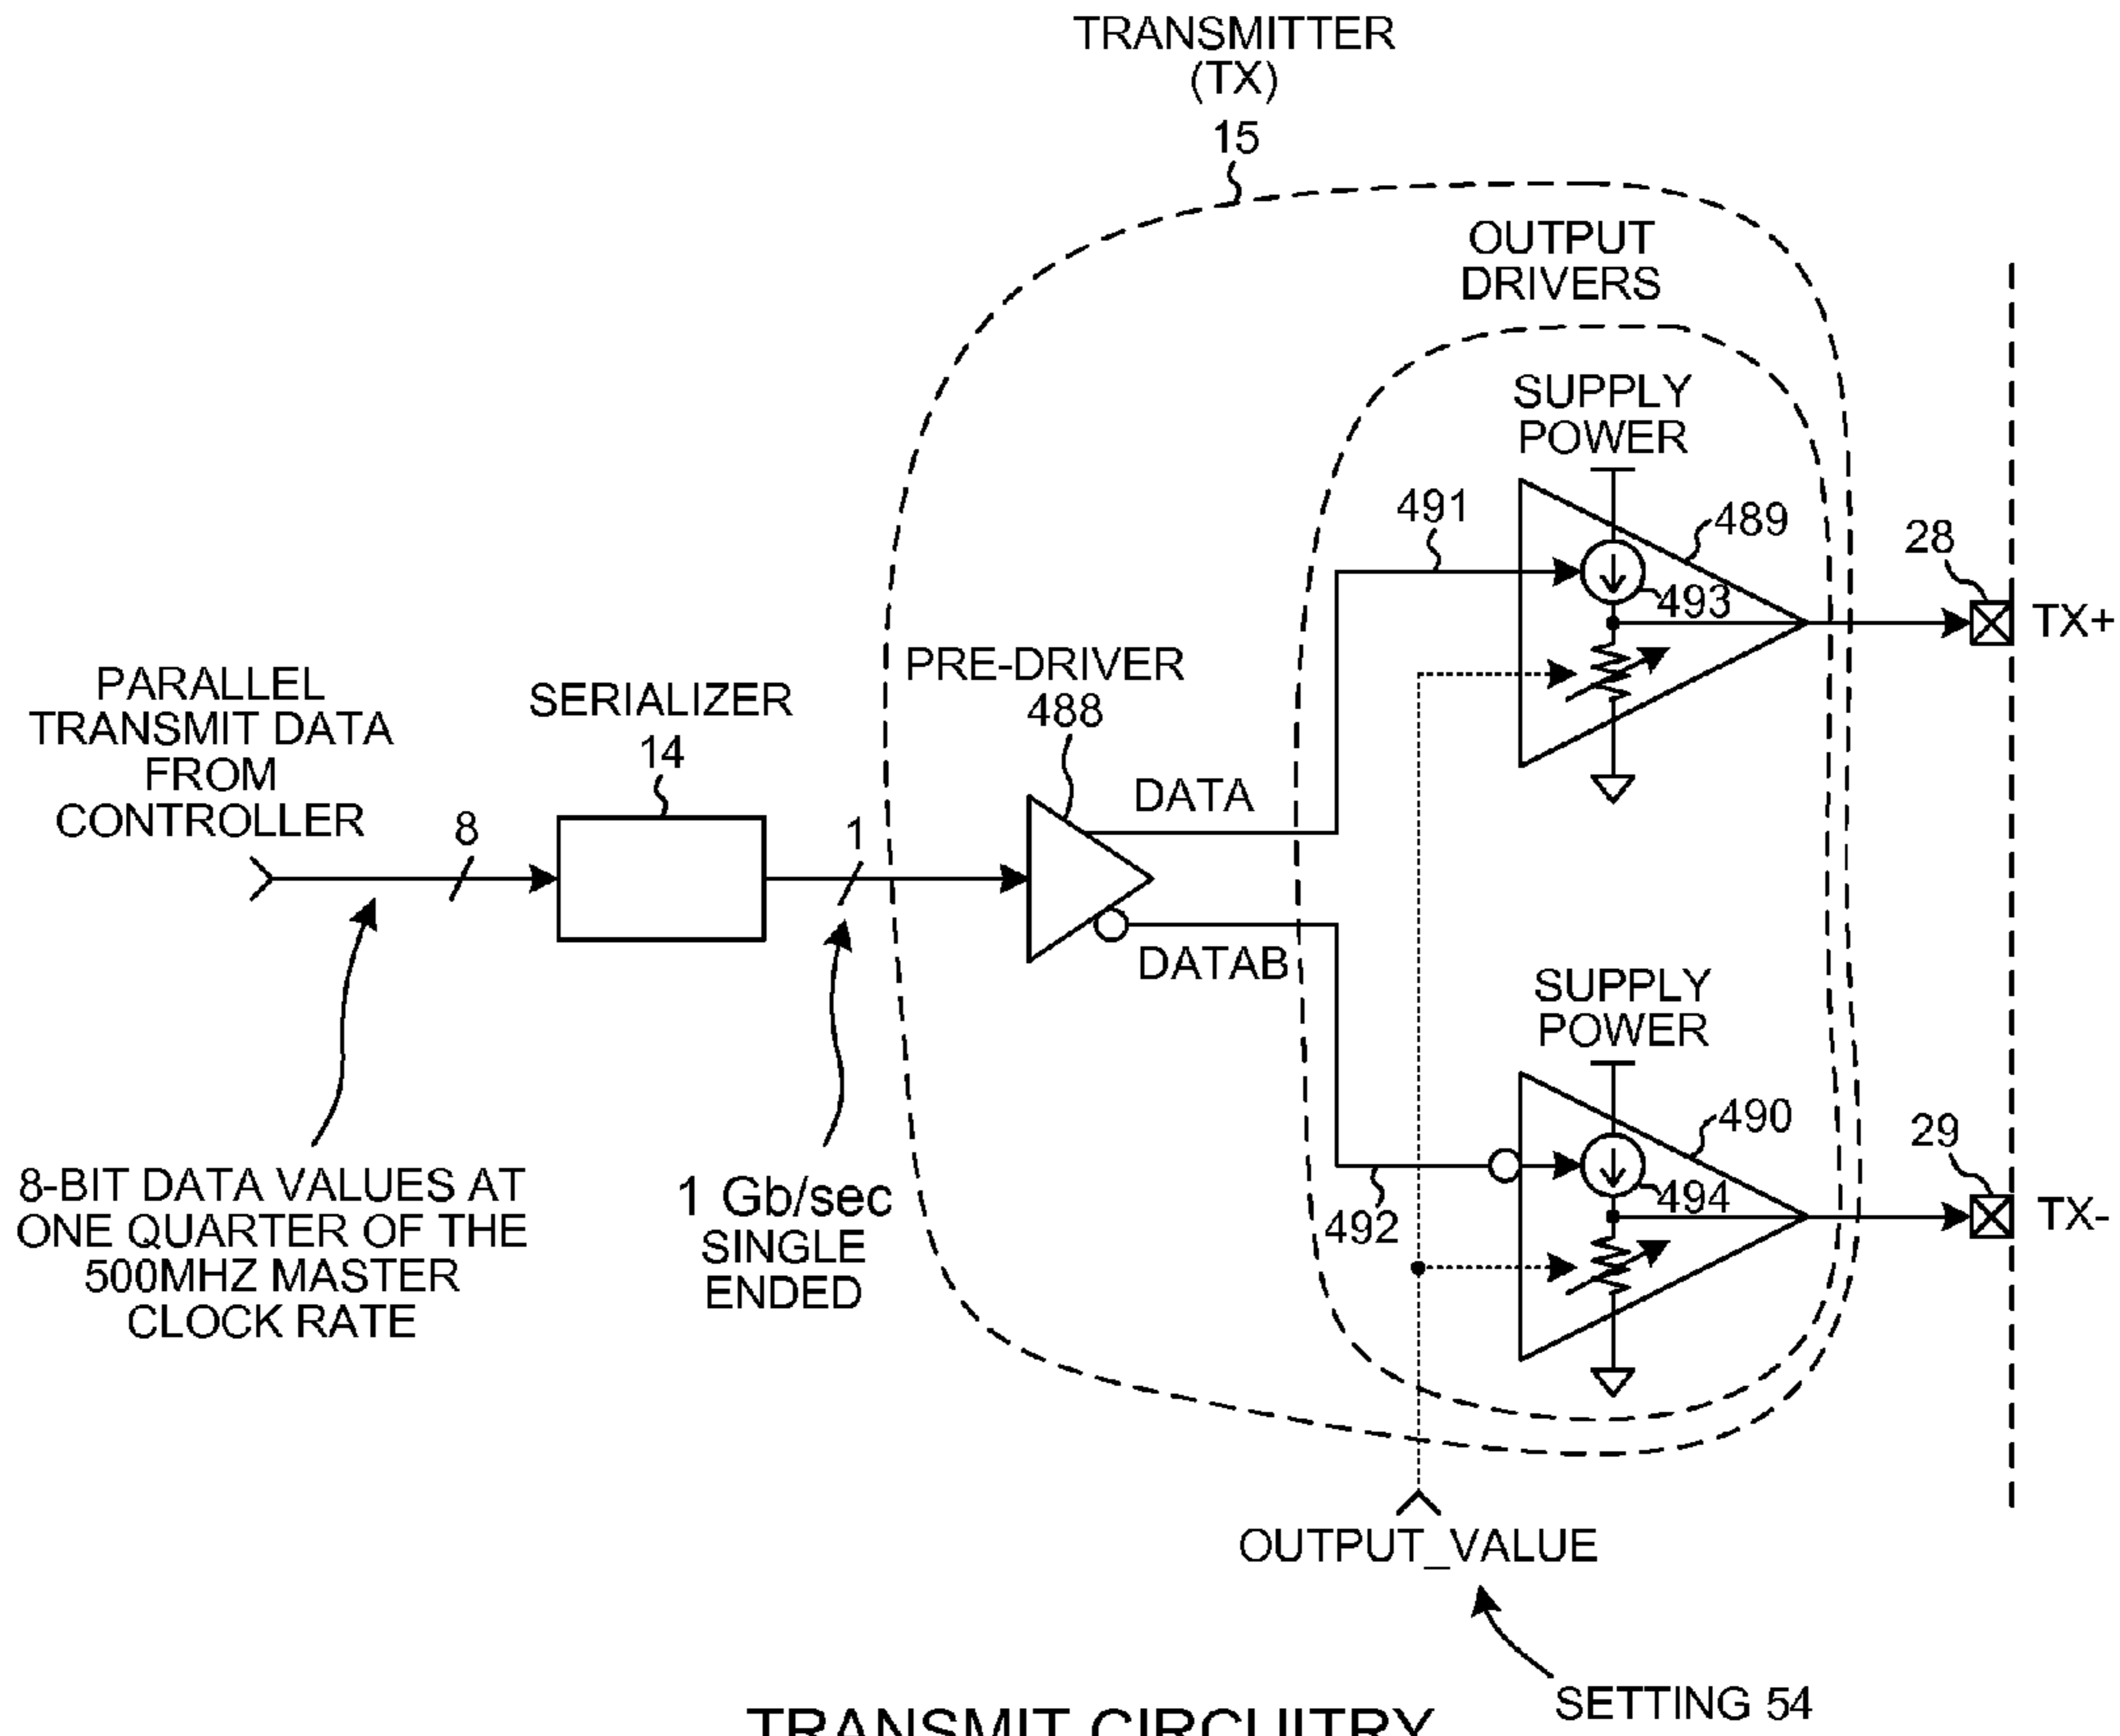 TRANSMITTER
(TX)
15
OUTPUT
DRIVERS
SUPPLY
POWER
491
489
493
28
TX+
PARALLEL
TRANSMIT DATA
FROM
CONTROLLER
8
SERIALIZER
14
1
PRE-DRIVER
488
DATA
DATAB
8-BIT DATA VALUES AT
ONE QUARTER OF THE
500MHZ MASTER
CLOCK RATE
1 Gb/sec
SINGLE
ENDED
SUPPLY
POWER
490
494
492
29
TX-
OUTPUT_VALUE
SETTING 54
TRANSMIT CIRCUITRY